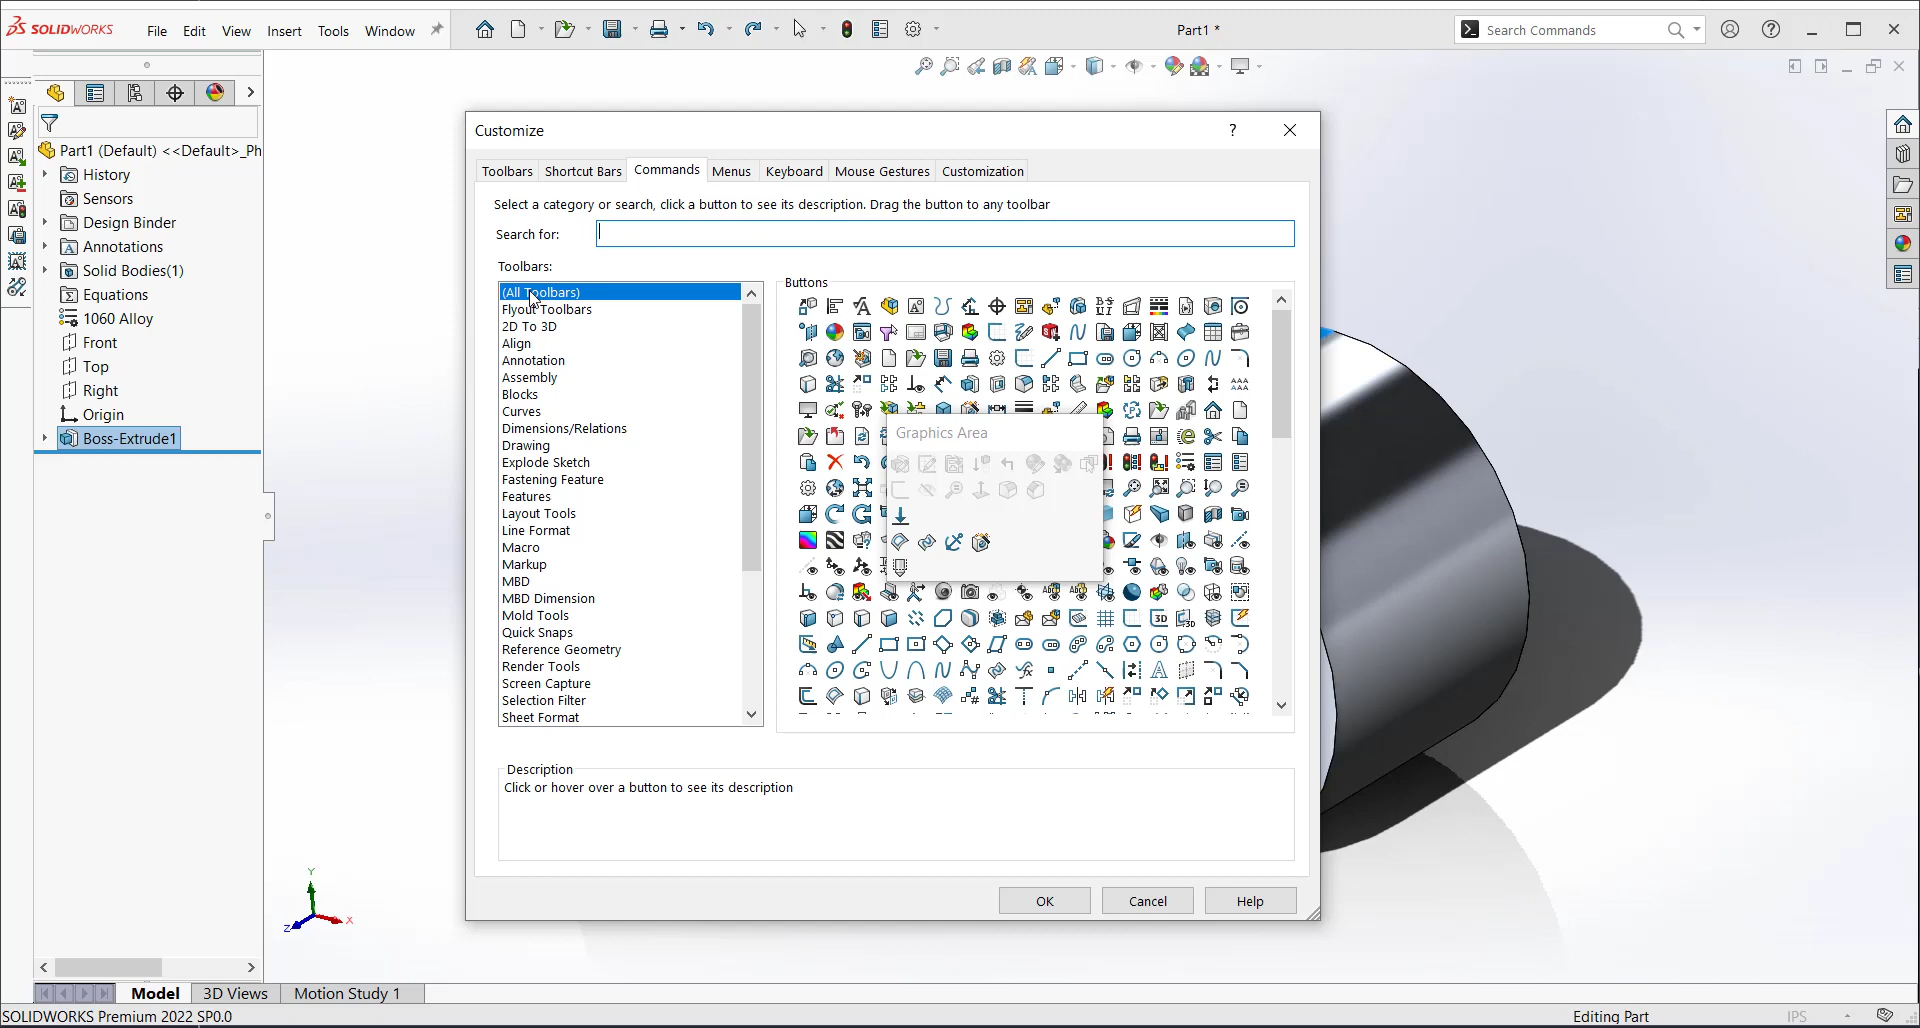 SOLIDWORKS
File Edit View Insert Tools Window
Part1 *
Search Commands
Part1 (Default) <<Default>_Ph
History
Sensors
Design Binder
Annotations
Solid Bodies(1)
Equations
1060 Alloy
Front
Top
Right
Origin
Boss-Extrude1
Customize
Toolbars Shortcut Bars Commands Menus Keyboard Mouse Gestures Customization
Select a category or search, click a button to see its description. Drag the button to any toolbar
Search for:
Toolbars:
(All Toolbars)
Flyout Toolbars
2D To 3D
Align
Annotation
Assembly
Blocks
Curves
Dimensions/Relations
Drawing
Explode Sketch
Fastening Feature
Features
Layout Tools
Line Format
Macro
Markup
MBD
MBD Dimension
Mold Tools
Quick Snaps
Reference Geometry
Render Tools
Screen Capture
Selection Filter
Sheet Format
Buttons
Graphics Area
Description
Click or hover over a button to see its description
OK Cancel Help
Y
X
Z
Model 3D Views Motion Study 1
SOLIDWORKS Premium 2022 SP0.0
Editing Part
IPS